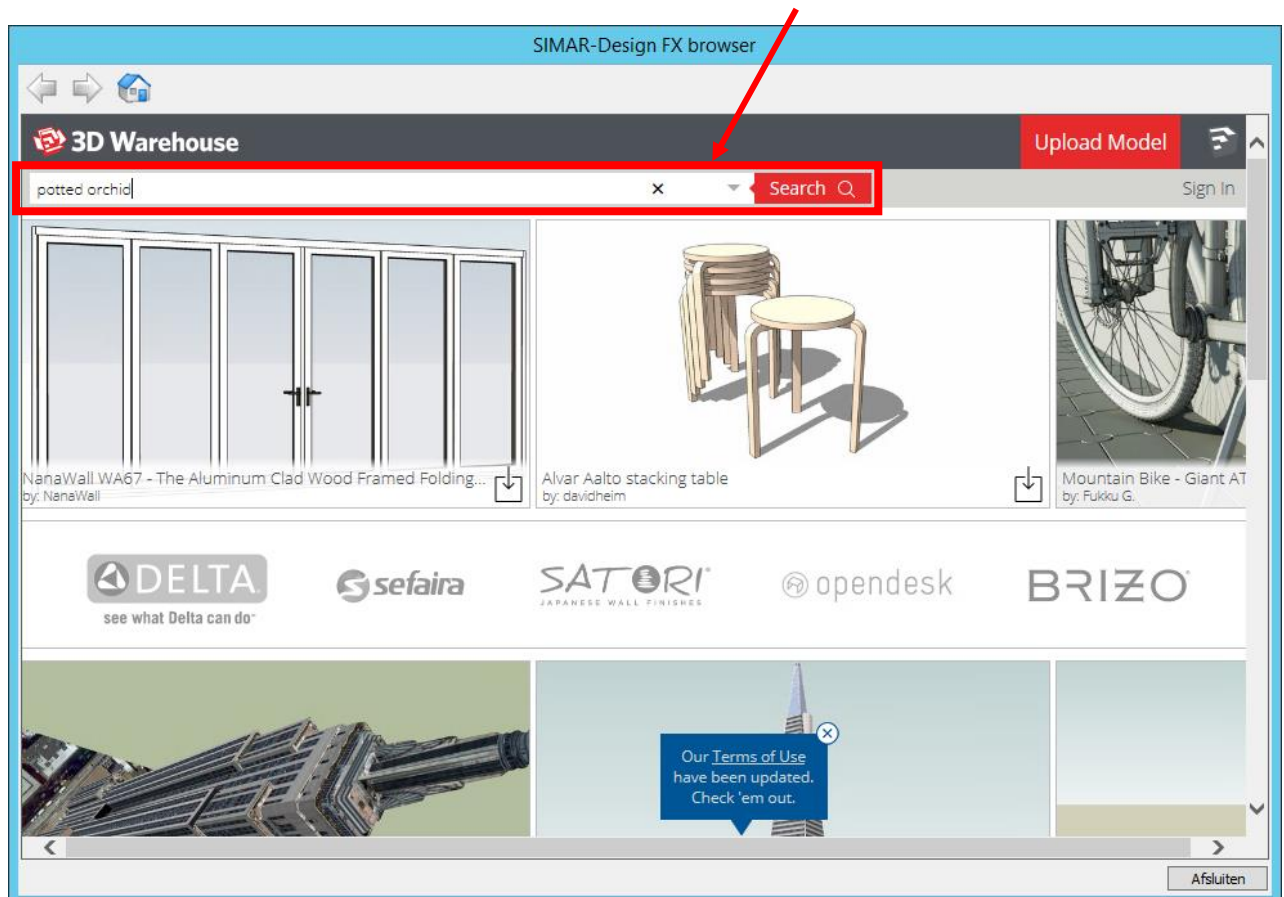 SIMAR-Design FX browser
3D Warehouse
Upload Model
potted orchid
Search
Sign In
NanaWall WA67 - The Aluminum Clad Wood Framed Folding...
by: NanaWall
Alvar Aalto stacking table
by: davidheim
Mountain Bike - Giant AT
by: Fukku G.
DELTA
see what Delta can do
sefaira
SATORI
JAPANESE WALL FINISHES
opendesk
BRIZO
Our Terms of Use
have been updated.
Check 'em out.
Afsluiten